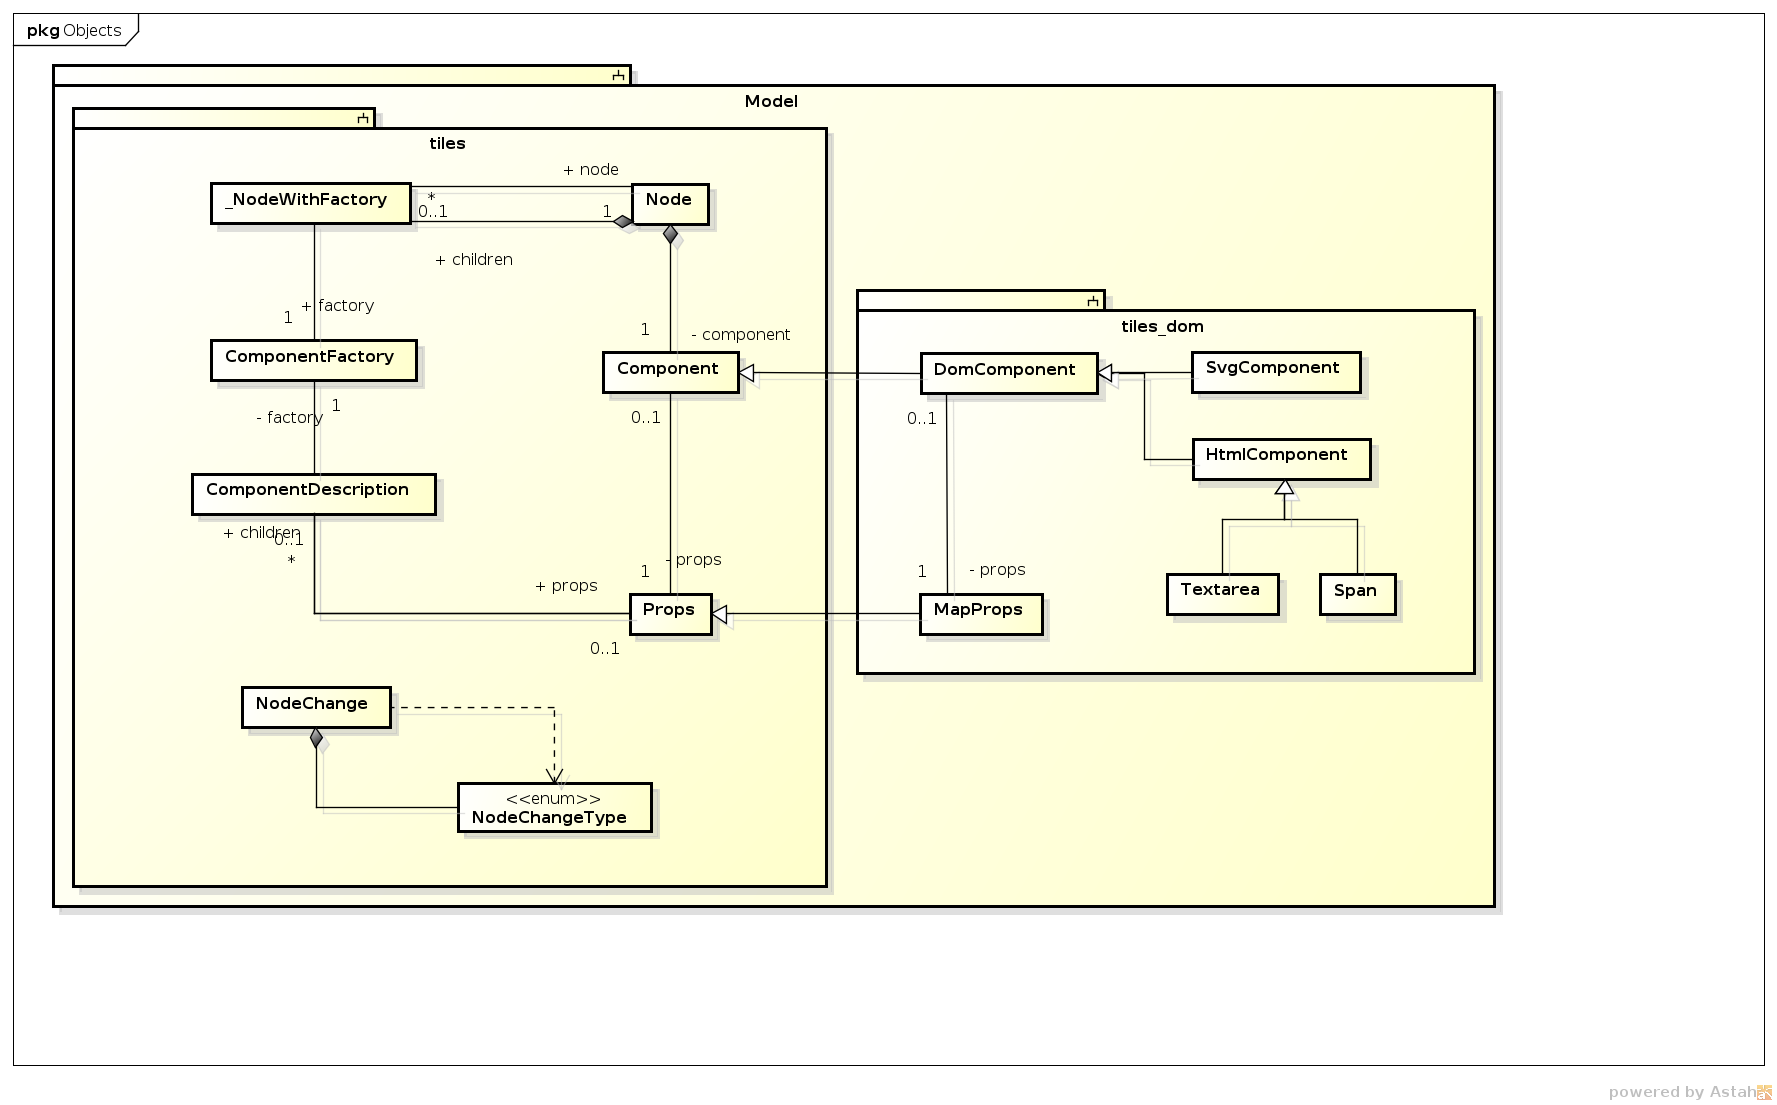 pkg Objects
Model
tiles
+ node
_NodeWithFactory
*
Node
0..1
1
+ children
+ factory
1
1
- component
tiles_dom
ComponentFactory
Component
DomComponent
SvgComponent
1
- factory
0..1
0..1
HtmlComponent
ComponentDescription
+ children
0..1
*
- props
1
+ props
1
- props
Textarea
Span
Props
MapProps
0..1
NodeChange
<<enum>>
NodeChangeType
powered by Astah